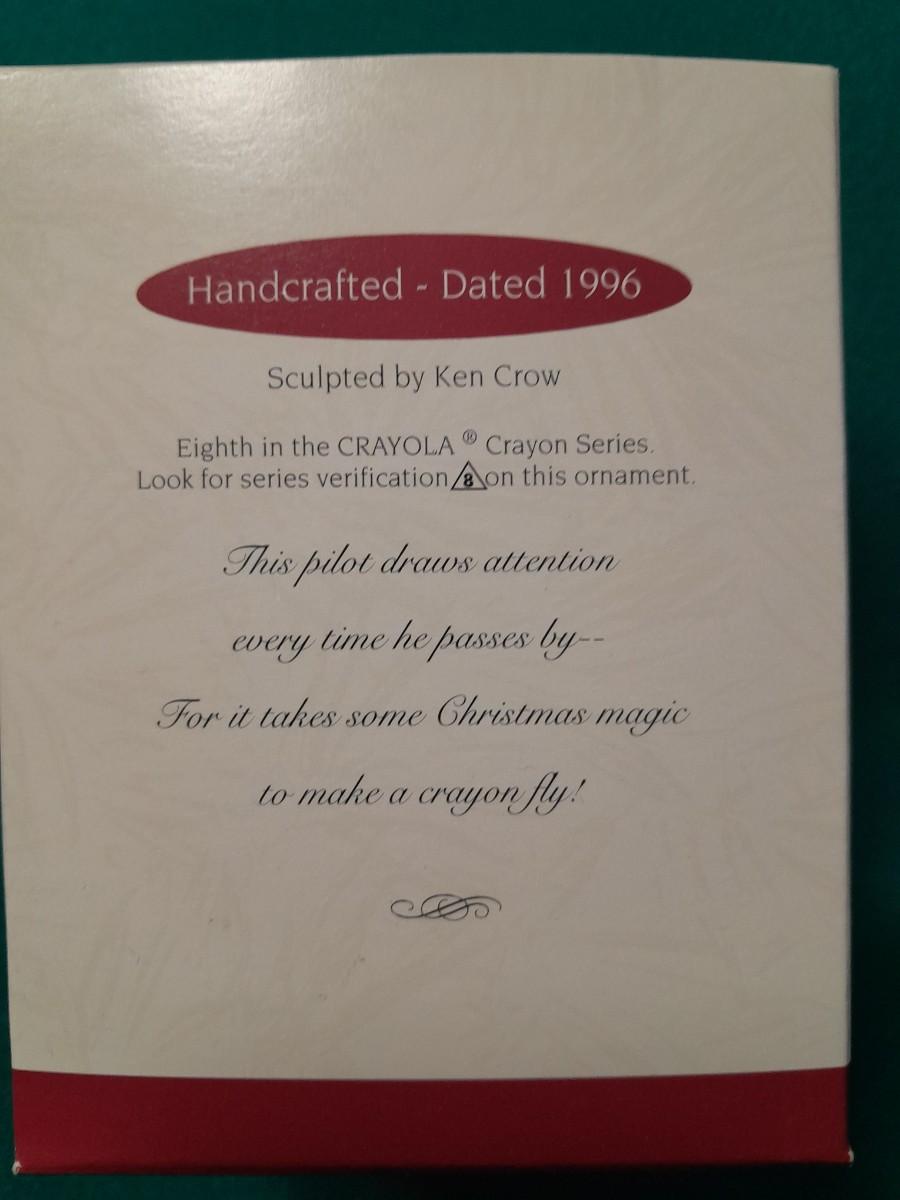 Handcrafted - Dated 1996
Sculpted by Ken Crow
Eighth in the CRAYOLA ® Crayon Series.
Look for series verification 8 on this ornament.
This pilot draws attention
every time he passes by--
For it takes some Christmas magic
to make a crayon fly!